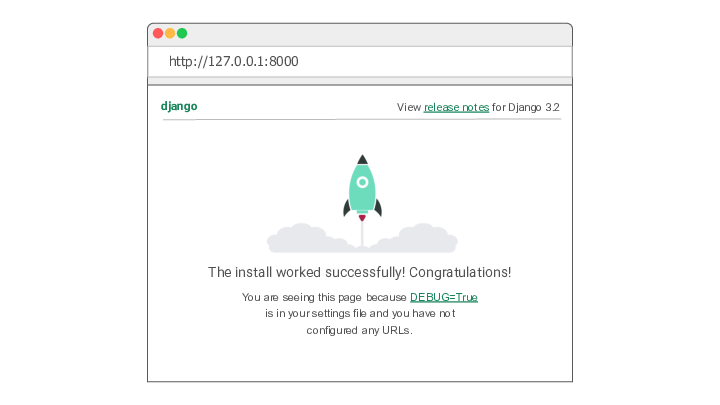 http://127.0.0.1:8000
django
View release notes for Django 3.2
The install worked successfully! Congratulations!
You are seeing this page because DEBUG=True
is in your settings file and you have not
configured any URLs.